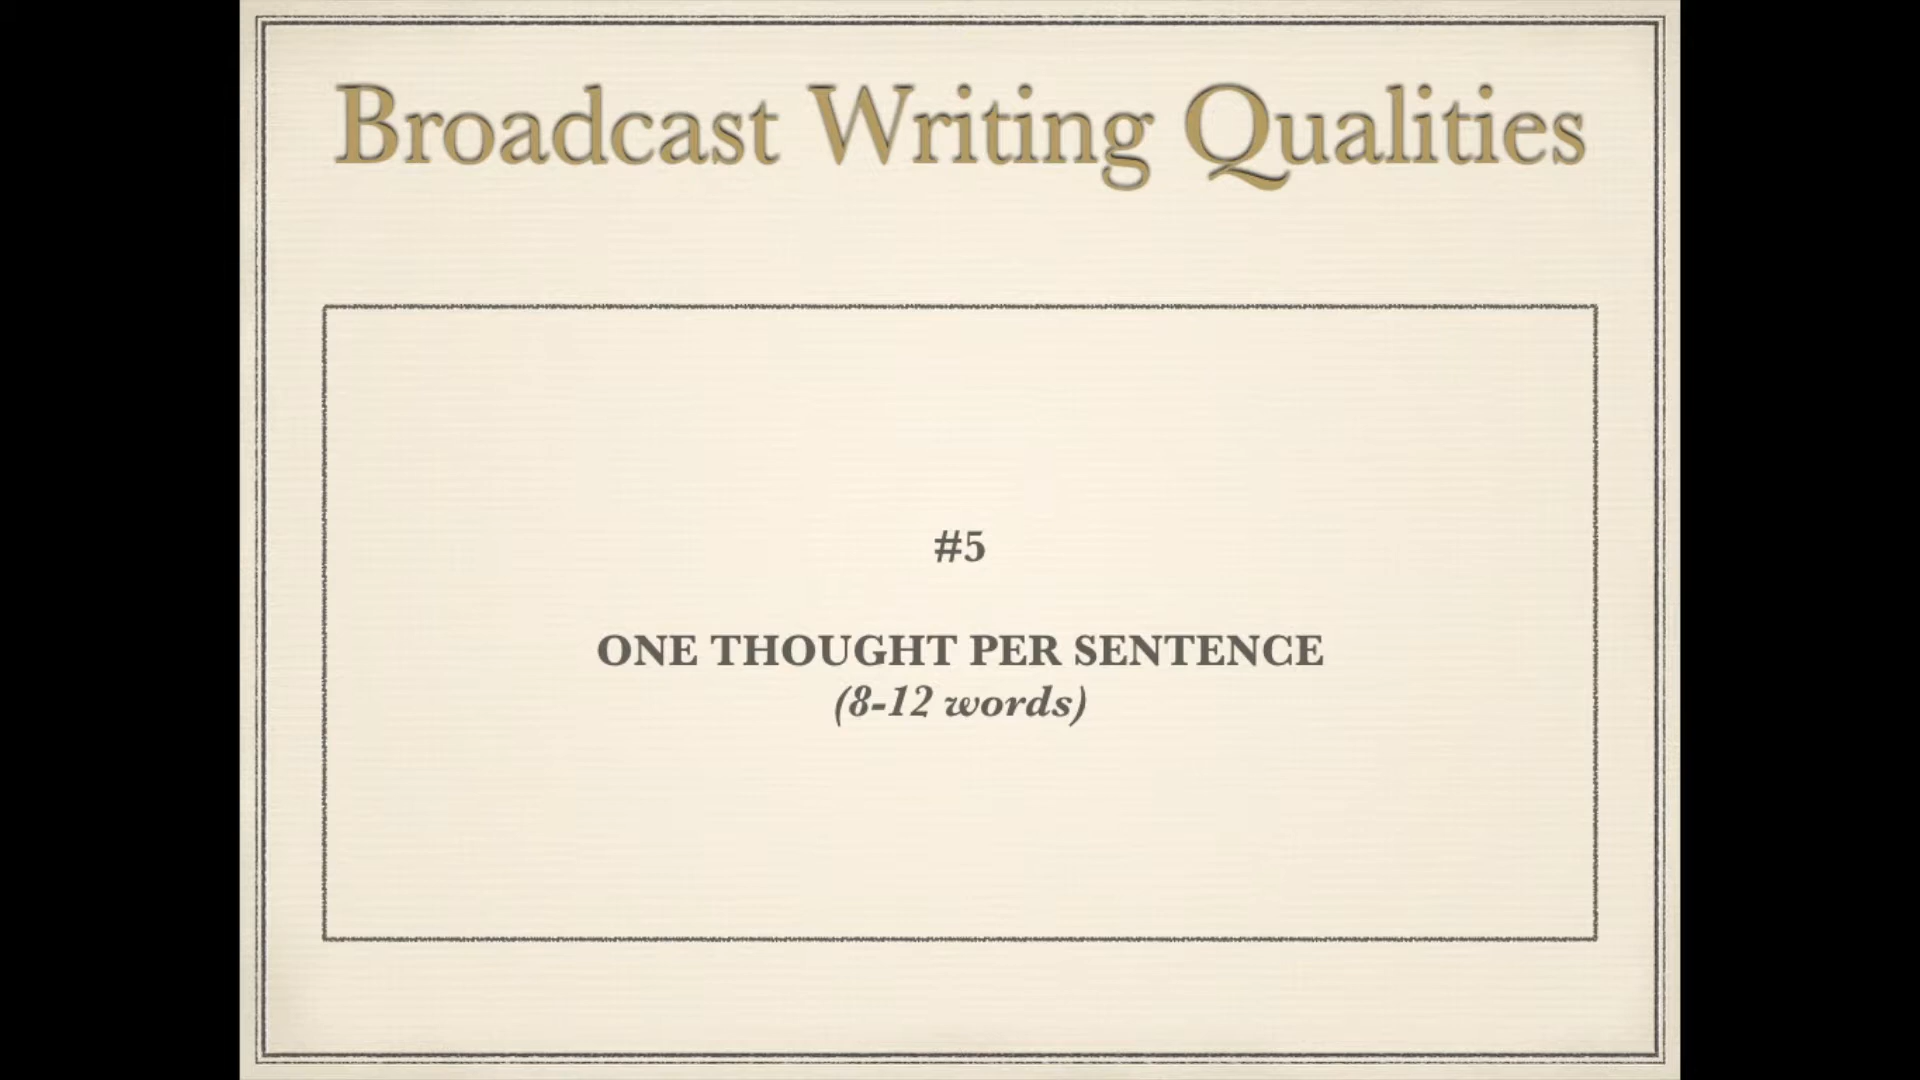 Broadcast Writing Qualities
#5
ONE THOUGHT PER SENTENCE
(8-12 words)